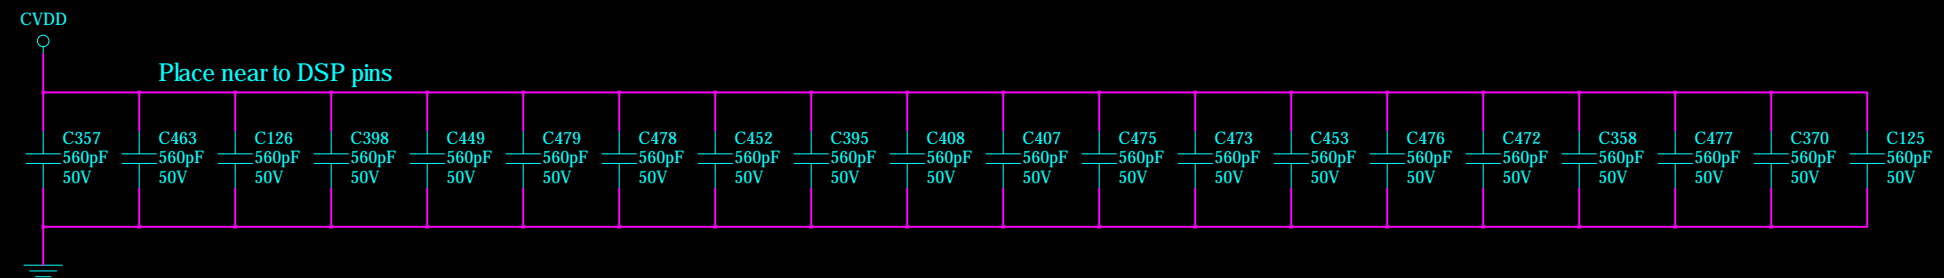 CVDD
Place near to DSP pins
C357 C463 C126 C398 C449 C479 C478 C452 C395 C408 C407 C475 C473 C453 C476 C472 C358 C477 C370 C125
560pF 560pF 560pF 560pF 560pF 560pF 560pF 560pF 560pF 560pF 560pF 560pF 560pF 560pF 560pF 560pF 560pF 560pF 560pF 560pF
50V 50V 50V 50V 50V 50V 50V 50V 50V 50V 50V 50V 50V 50V 50V 50V 50V 50V 50V 50V